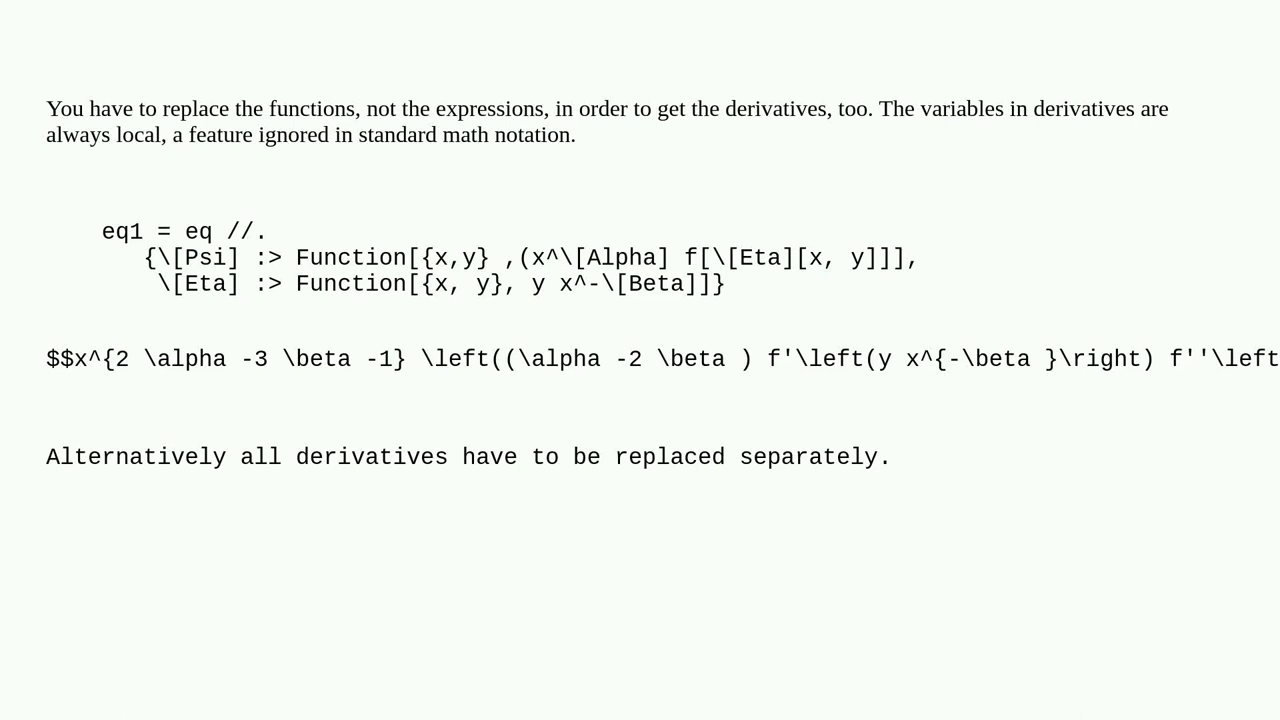 You have to replace the functions, not the expressions, in order to get the derivatives, too. The variables in derivatives are
always local, a feature ignored in standard math notation.
eq1 = eq //.
{\[Psi] :> Function[{x,y} ,(x^\[Alpha] f[\[Eta][x, y]]],
\[Eta] :> Function[{x, y}, y x^-\[Beta]]}
$$x^{2 \alpha -3 \beta -1} \left((\alpha -2 \beta ) f'\left(y x^{-\beta }\right) f''\left
Alternatively all derivatives have to be replaced separately.